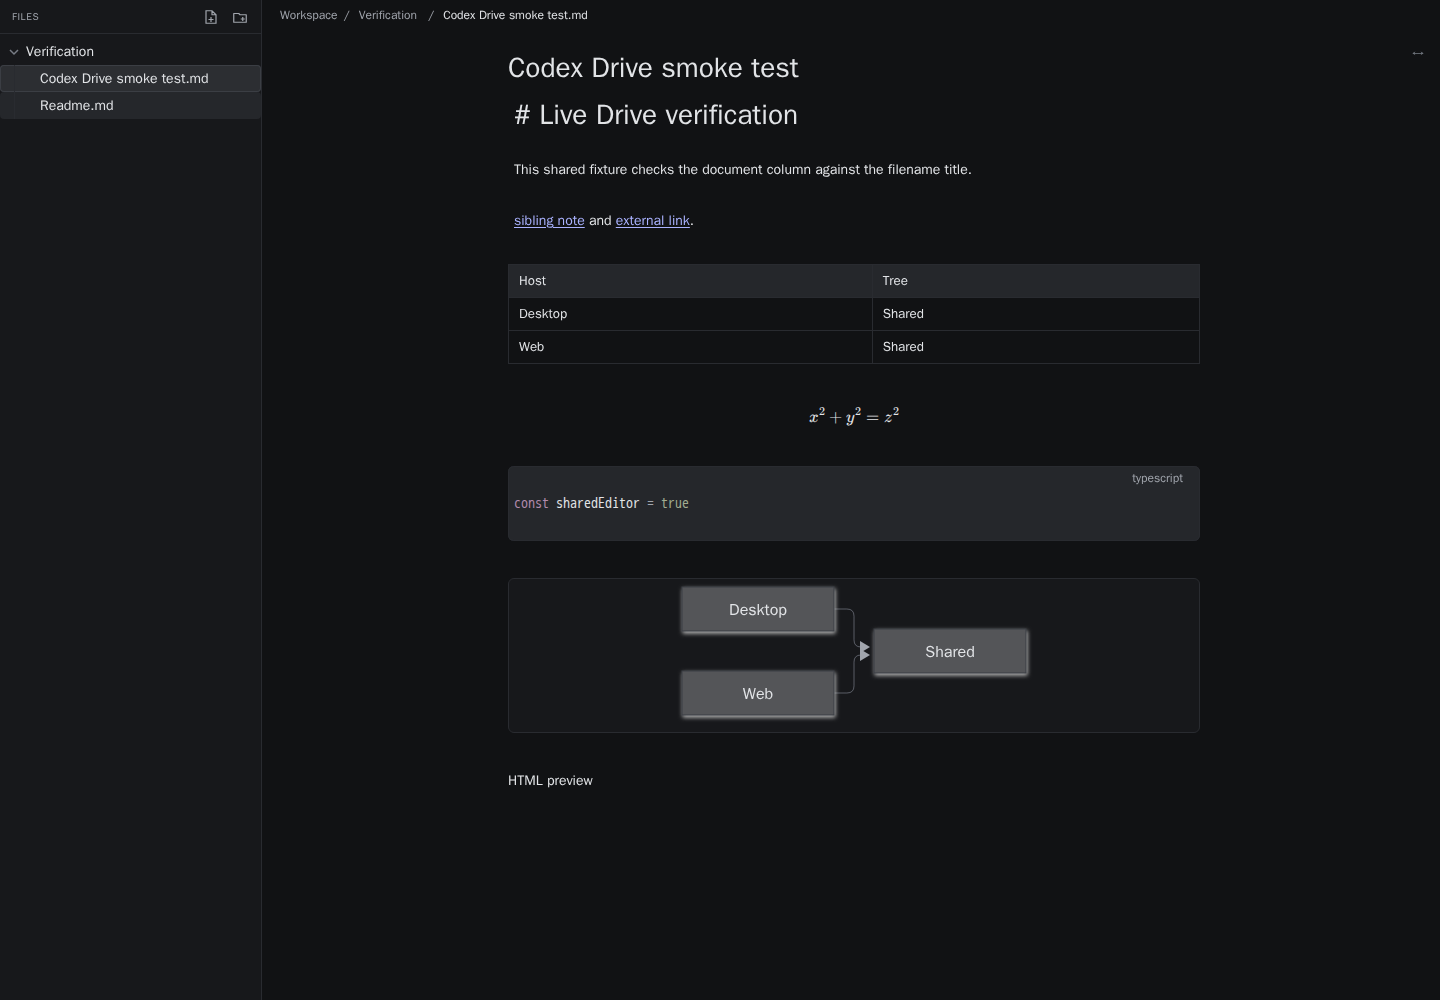 FILES
Workspace / Verification / Codex Drive smoke test.md
Verification
Codex Drive smoke test.md
Readme.md
Codex Drive smoke test
# Live Drive verification
This shared fixture checks the document column against the filename title.
sibling note and external link.
Host Tree
Desktop Shared
Web Shared
x² + y² = z²
typescript
const sharedEditor = true
Desktop
Shared
Web
HTML preview